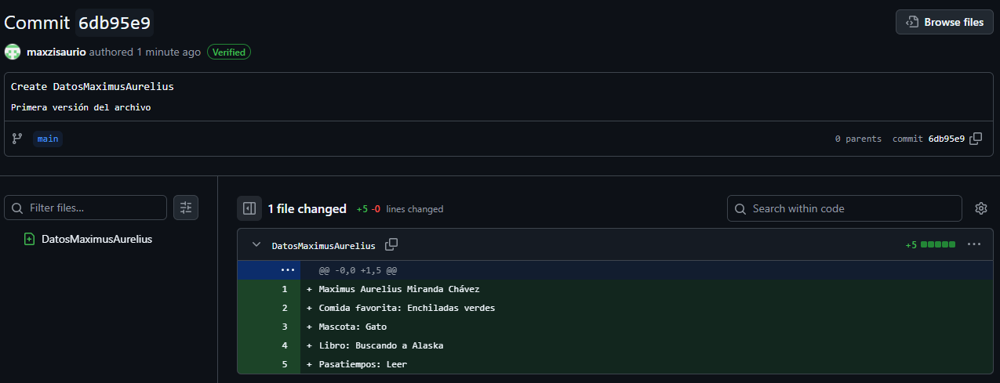 Commit 6db95e9
Browse files
maxzisaurio authored 1 minute ago Verified
Create DatosMaximusAurelius
Primera versión del archivo
main 0 parents commit 6db95e9
Filter files...
1 file changed +5 -0 lines changed
Search within code
DatosMaximusAurelius
DatosMaximusAurelius +5
@@ -0,0 +1,5 @@
1 + Maximus Aurelius Miranda Chávez
2 + Comida favorita: Enchiladas verdes
3 + Mascota: Gato
4 + Libro: Buscando a Alaska
5 + Pasatiempos: Leer